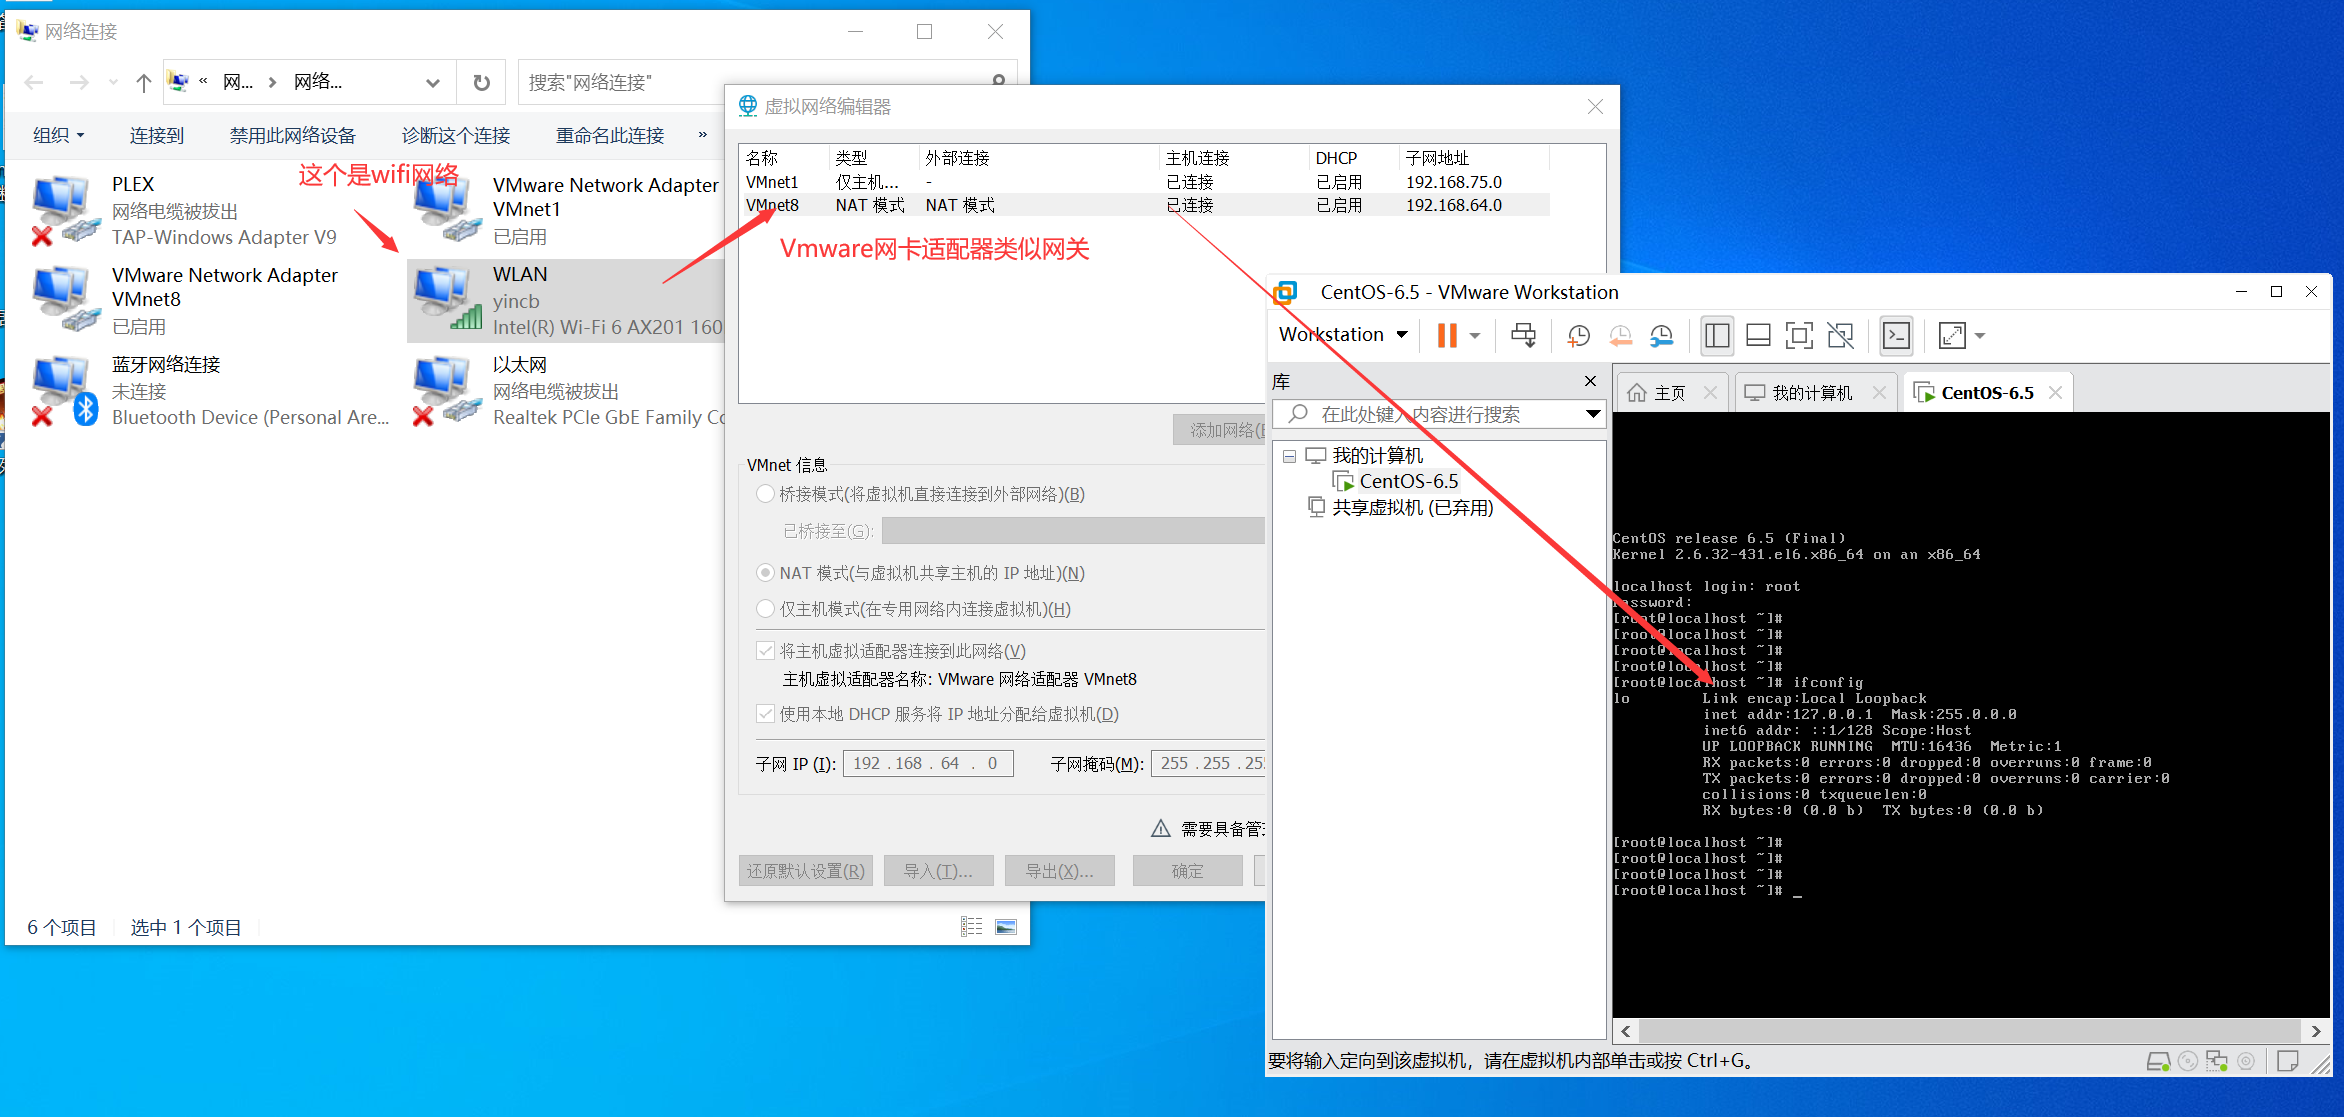 网络连接
« 网... › 网络...
搜索"网络连接"
组织
连接到
禁用此网络设备
诊断这个连接
重命名此连接
»
这个是wifi网络
PLEX
网络电缆被拔出
TAP-Windows Adapter V9
VMware Network Adapter
VMnet1
已启用
VMware Network Adapter
VMnet8
已启用
WLAN
yincb
Intel(R) Wi-Fi 6 AX201 160
蓝牙网络连接
未连接
Bluetooth Device (Personal Are...
以太网
网络电缆被拔出
Realtek PCIe GbE Family Co
6 个项目
选中 1 个项目
虚拟网络编辑器
名称 类型 外部连接 主机连接 DHCP 子网地址
VMnet1 仅主机... - 已连接 已启用 192.168.75.0
VMnet8 NAT 模式 NAT 模式 已连接 已启用 192.168.64.0
Vmware网卡适配器类似网关
添加网络(E
VMnet 信息
桥接模式(将虚拟机直接连接到外部网络)(B)
已桥接至(G):
NAT 模式(与虚拟机共享主机的 IP 地址)(N)
仅主机模式(在专用网络内连接虚拟机)(H)
将主机虚拟适配器连接到此网络(V)
主机虚拟适配器名称: VMware 网络适配器 VMnet8
使用本地 DHCP 服务将 IP 地址分配给虚拟机(D)
子网 IP (I): 192 . 168 . 64 . 0 子网掩码(M): 255 . 255 . 25
需要具备管
还原默认设置(R)
导入(T)...
导出(X)...
确定
CentOS-6.5 - VMware Workstation
Workstation
库
在此处键入内容进行搜索
我的计算机
CentOS-6.5
共享虚拟机 (已弃用)
主页
我的计算机
CentOS-6.5
CentOS release 6.5 (Final)
Kernel 2.6.32-431.el6.x86_64 on an x86_64
localhost login: root
Password:
[root@localhost ~]#
[root@localhost ~]#
[root@localhost ~]#
[root@localhost ~]#
[root@localhost ~]# ifconfig
lo Link encap:Local Loopback
inet addr:127.0.0.1 Mask:255.0.0.0
inet6 addr: ::1/128 Scope:Host
UP LOOPBACK RUNNING MTU:16436 Metric:1
RX packets:0 errors:0 dropped:0 overruns:0 frame:0
TX packets:0 errors:0 dropped:0 overruns:0 carrier:0
collisions:0 txqueuelen:0
RX bytes:0 (0.0 b) TX bytes:0 (0.0 b)
[root@localhost ~]#
[root@localhost ~]#
[root@localhost ~]#
[root@localhost ~]# _
要将输入定向到该虚拟机，请在虚拟机内部单击或按 Ctrl+G。